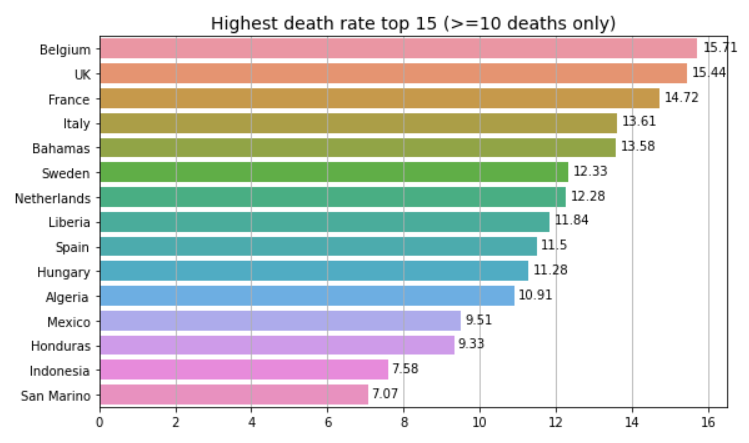 Highest death rate top 15 (>=10 deaths only)
Belgium 15.71
UK 15.44
France 14.72
Italy 13.61
Bahamas 13.58
Sweden 12.33
Netherlands 12.28
Liberia 11.84
Spain 11.5
Hungary 11.28
Algeria 10.91
Mexico 9.51
Honduras 9.33
Indonesia 7.58
San Marino 7.07
0 2 4 6 8 10 12 14 16